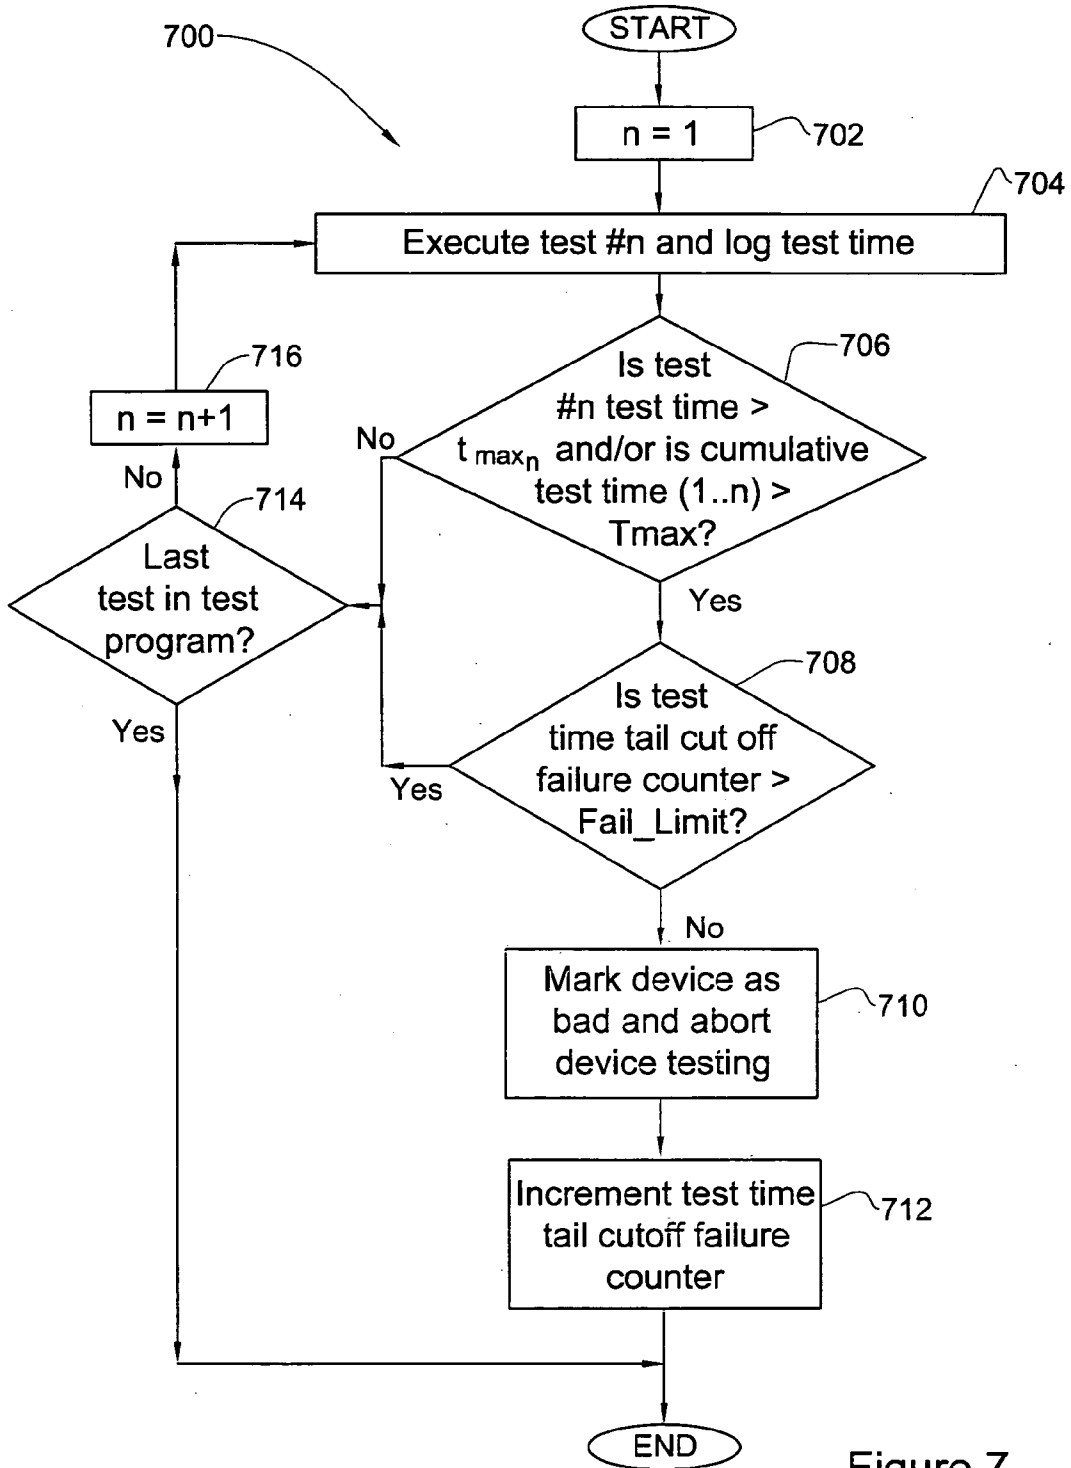 700
START
n = 1
702
704
Execute test #n and log test time
706
Is test
#n test time >
t maxn and/or is cumulative
test time (1..n) >
Tmax?
No
716
n = n+1
No
714
Last
test in test
program?
Yes
Yes
708
Is test
time tail cut off
failure counter >
Fail_Limit?
Yes
No
Mark device as
bad and abort
device testing
710
Increment test time
tail cutoff failure
counter
712
END
Figure 7